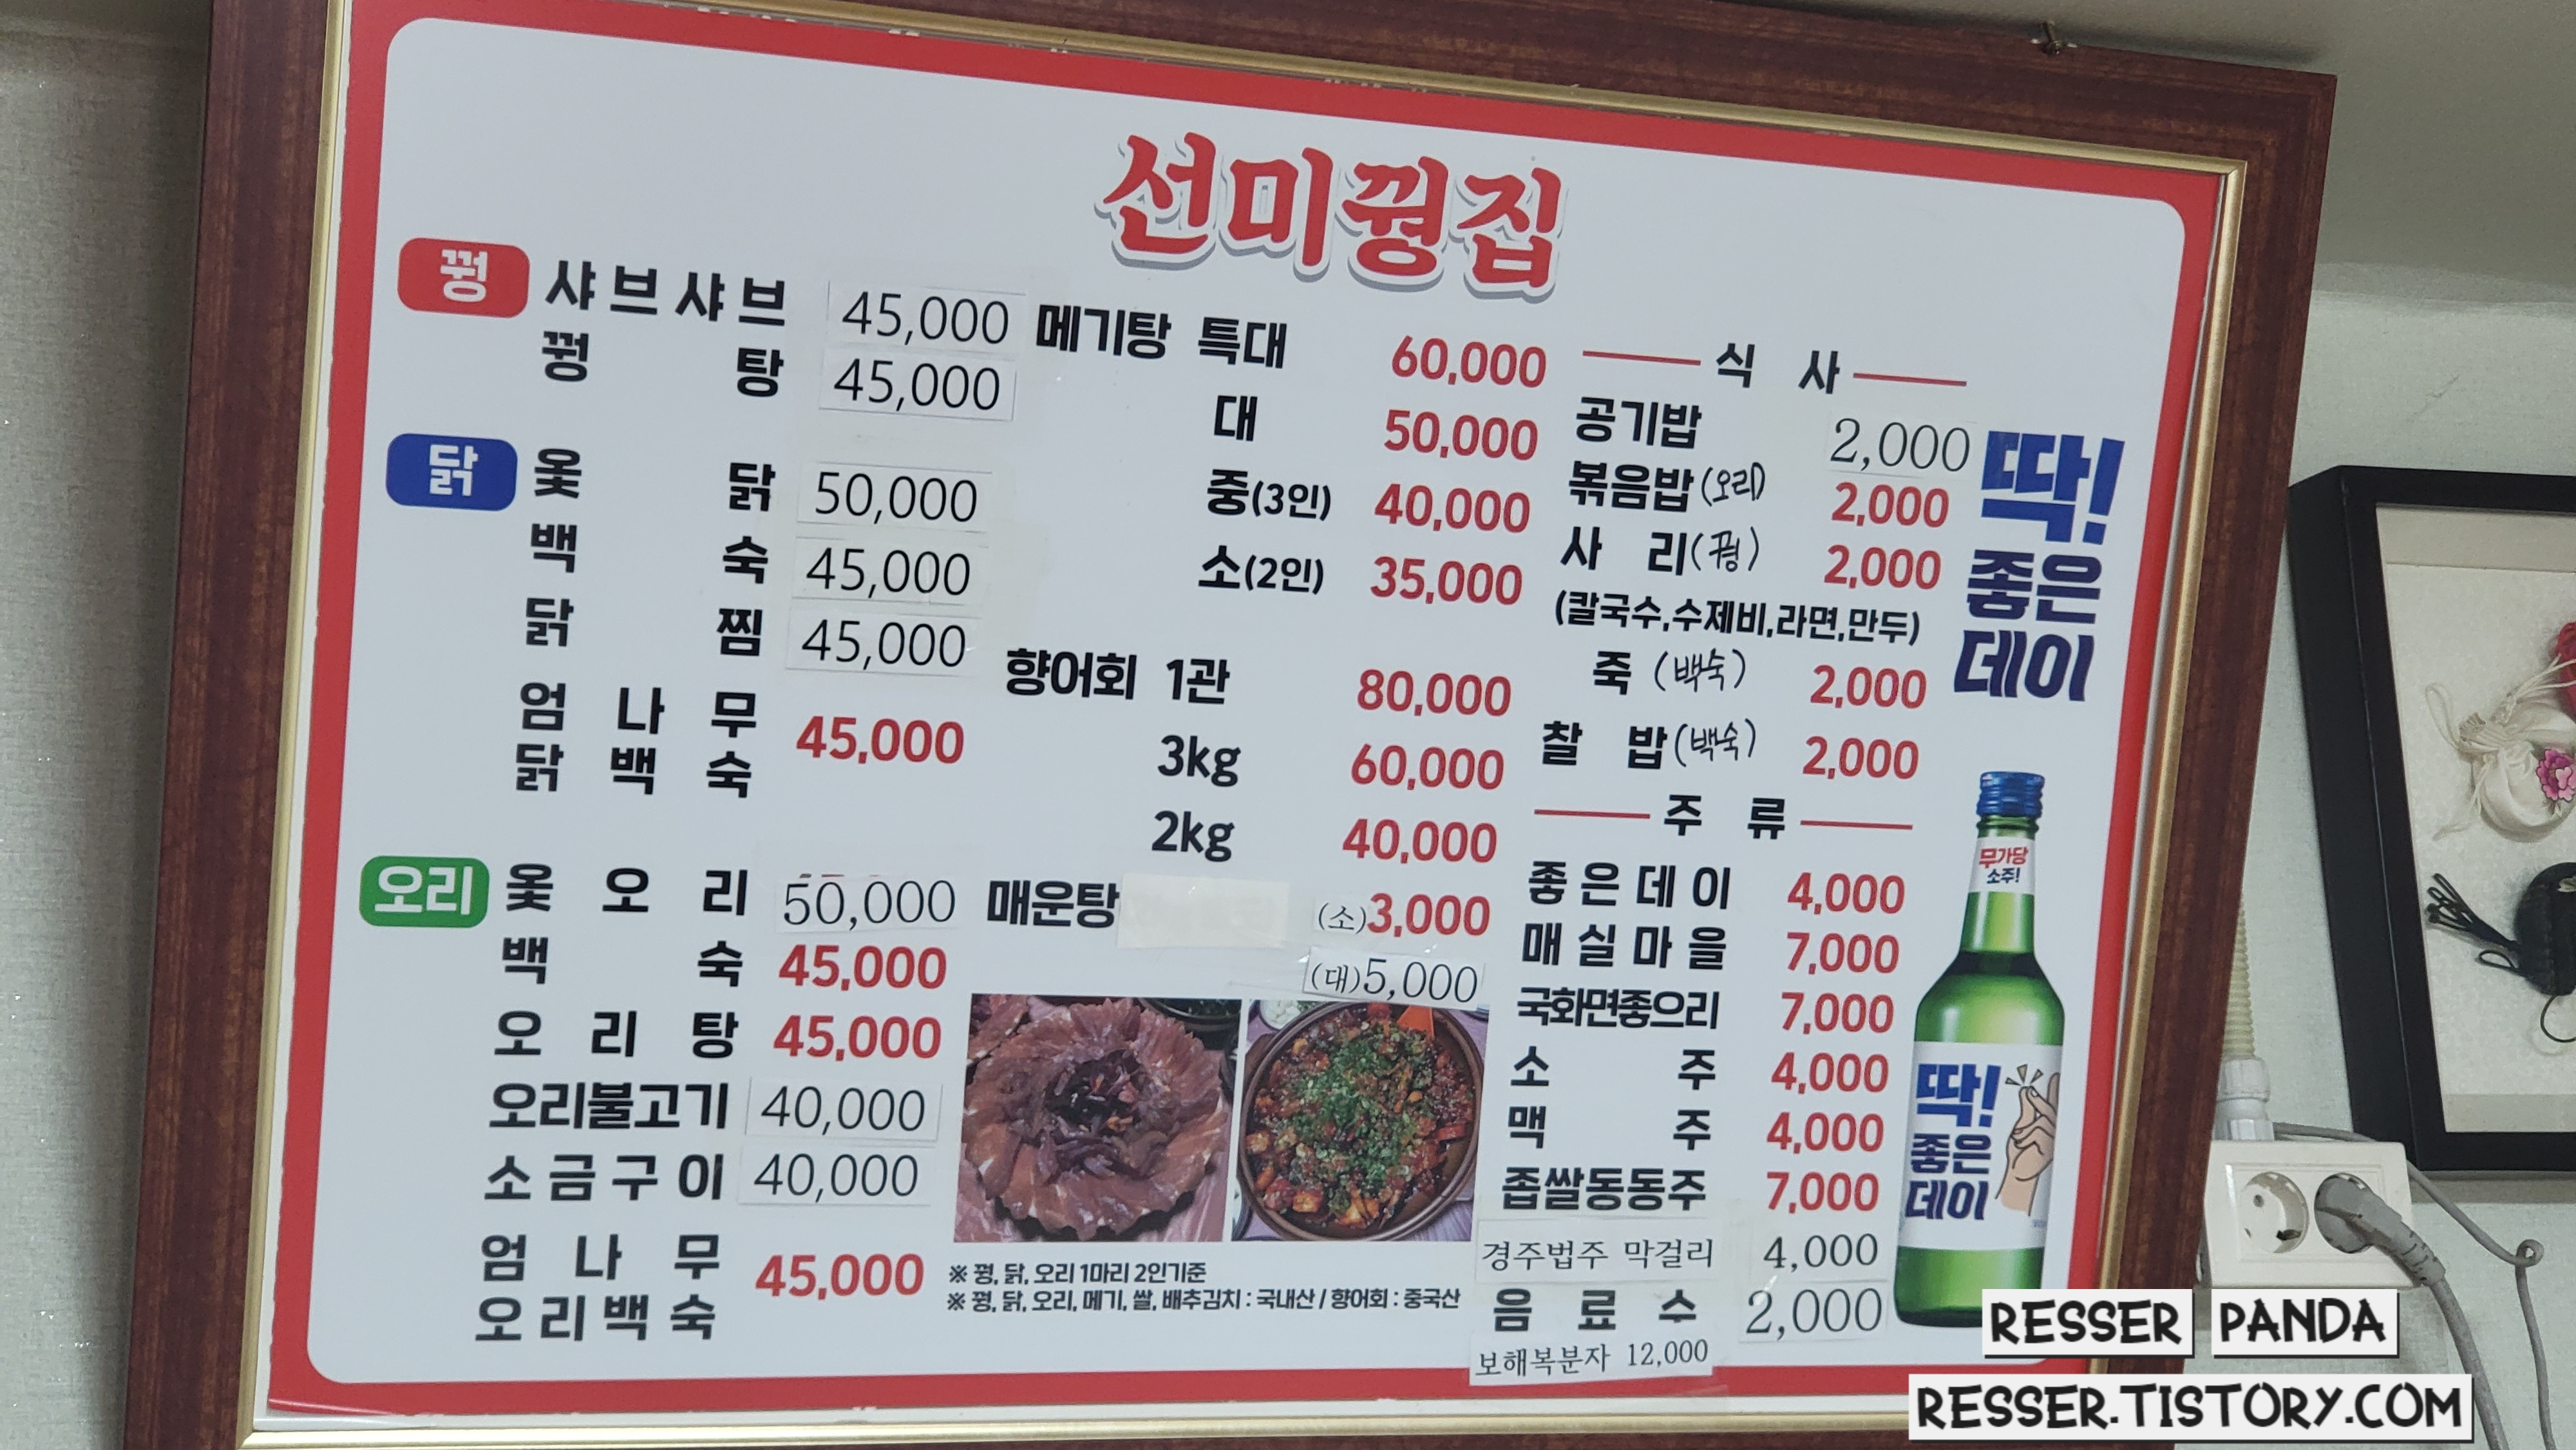 선미꿩집
꿩 샤브샤브 45,000
꿩탕 45,000
닭 옻닭 50,000
백숙 45,000
닭찜 45,000
엄나무
닭백숙 45,000
오리 옻오리 50,000
백숙 45,000
오리탕 45,000
오리불고기 40,000
소금구이 40,000
엄나무
오리백숙 45,000
메기탕 특대 60,000
대 50,000
중(3인) 40,000
소(2인) 35,000
향어회 1관 80,000
3kg 60,000
2kg 40,000
매운탕 (소)3,000
(대)5,000
※ 꿩, 닭, 오리 1마리 2인기준
※ 꿩, 닭, 오리, 메기, 쌀, 배추김치 : 국내산 / 향어회 : 중국산
식 사
공기밥 2,000
볶음밥(오리) 2,000
사 리(꿩) 2,000
(칼국수,수제비,라면,만두)
죽 (백숙) 2,000
찰 밥(백숙) 2,000
주 류
좋은데이 4,000
매실마을 7,000
국화면좋으리 7,000
소주 4,000
맥주 4,000
좁쌀동동주 7,000
경주법주 막걸리 4,000
음료수 2,000
보해복분자 12,000
딱!
좋은
데이
무가당
소주!
딱!
좋은
데이
RESSER PANDA
RESSER.TISTORY.COM